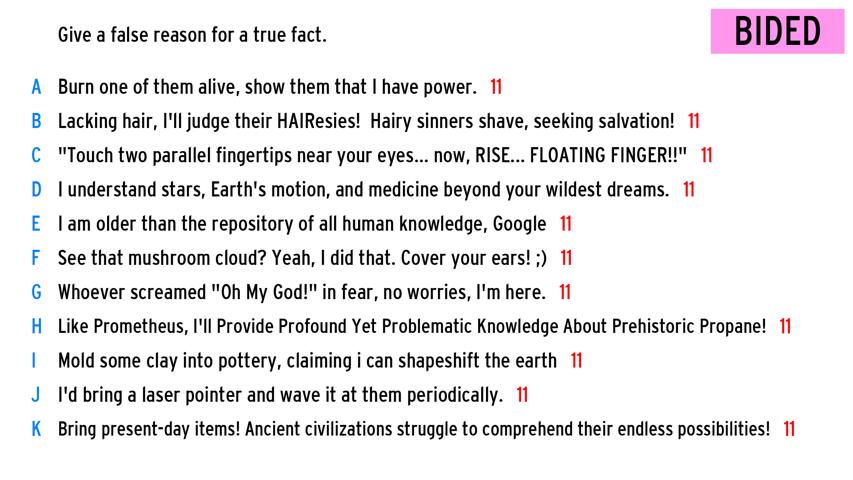 Give a false reason for a true fact.
BIDED
A Burn one of them alive, show them that I have power. 11
B Lacking hair, I'll judge their HAIResies! Hairy sinners shave, seeking salvation! 11
C "Touch two parallel fingertips near your eyes... now, RISE... FLOATING FINGER!!" 11
D I understand stars, Earth's motion, and medicine beyond your wildest dreams. 11
E I am older than the repository of all human knowledge, Google 11
F See that mushroom cloud? Yeah, I did that. Cover your ears! ;) 11
G Whoever screamed "Oh My God!" in fear, no worries, I'm here. 11
H Like Prometheus, I'll Provide Profound Yet Problematic Knowledge About Prehistoric Propane! 11
I Mold some clay into pottery, claiming i can shapeshift the earth 11
J I'd bring a laser pointer and wave it at them periodically. 11
K Bring present-day items! Ancient civilizations struggle to comprehend their endless possibilities! 11